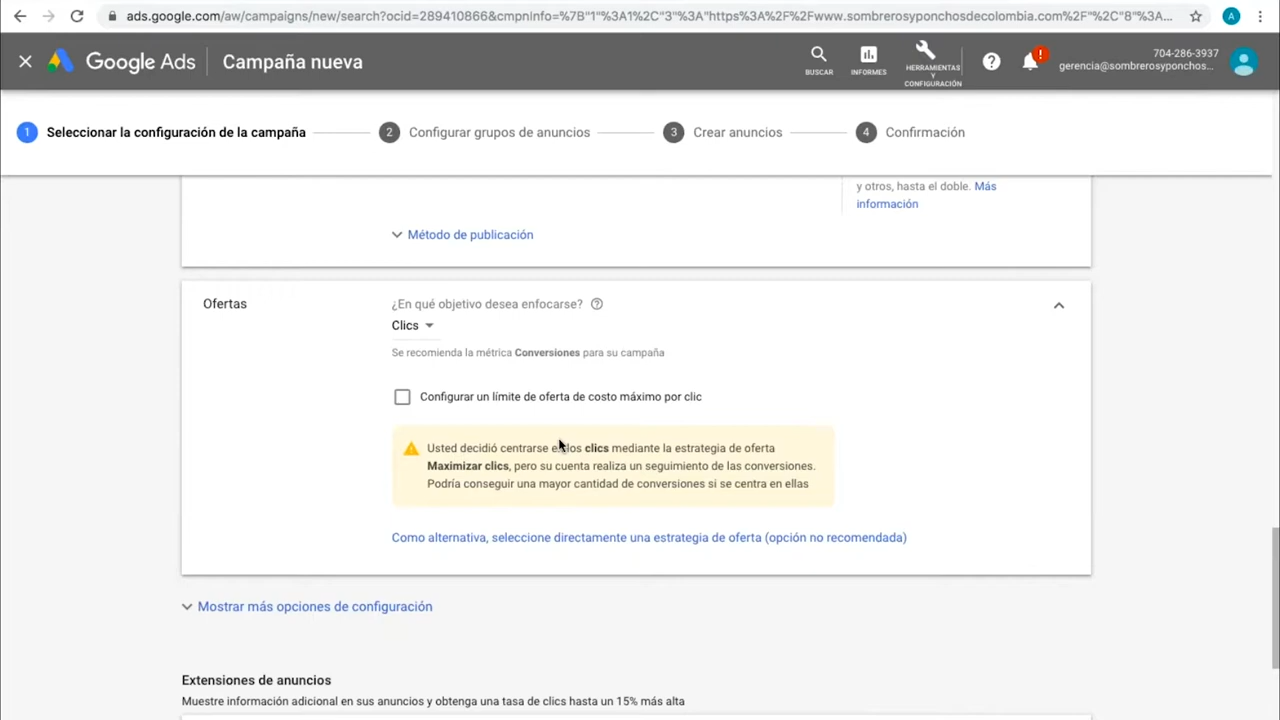 ads.google.com/aw/campaigns/new/search?ocid=289410866&cmpnInfo=%7B"1"%3A1%2C"3"%3A"https%3A%2F%2Fwww.sombrerosyponchosdecolombia.com%2F"%2C"8"%3A...
A
Google Ads
Campaña nueva
BUSCAR
INFORMES
HERRAMIENTAS
Y
CONFIGURACIÓN
!
704-286-3937
gerencia@sombrerosyponchos...
1 Seleccionar la configuración de la campaña
2 Configurar grupos de anuncios
3 Crear anuncios
4 Confirmación
y otros, hasta el doble. Más
información
Método de publicación
Ofertas
¿En qué objetivo desea enfocarse?
Clics
Se recomienda la métrica Conversiones para su campaña
Configurar un límite de oferta de costo máximo por clic
Usted decidió centrarse en los clics mediante la estrategia de oferta
Maximizar clics, pero su cuenta realiza un seguimiento de las conversiones.
Podría conseguir una mayor cantidad de conversiones si se centra en ellas
Como alternativa, seleccione directamente una estrategia de oferta (opción no recomendada)
Mostrar más opciones de configuración
Extensiones de anuncios
Muestre información adicional en sus anuncios y obtenga una tasa de clics hasta un 15% más alta